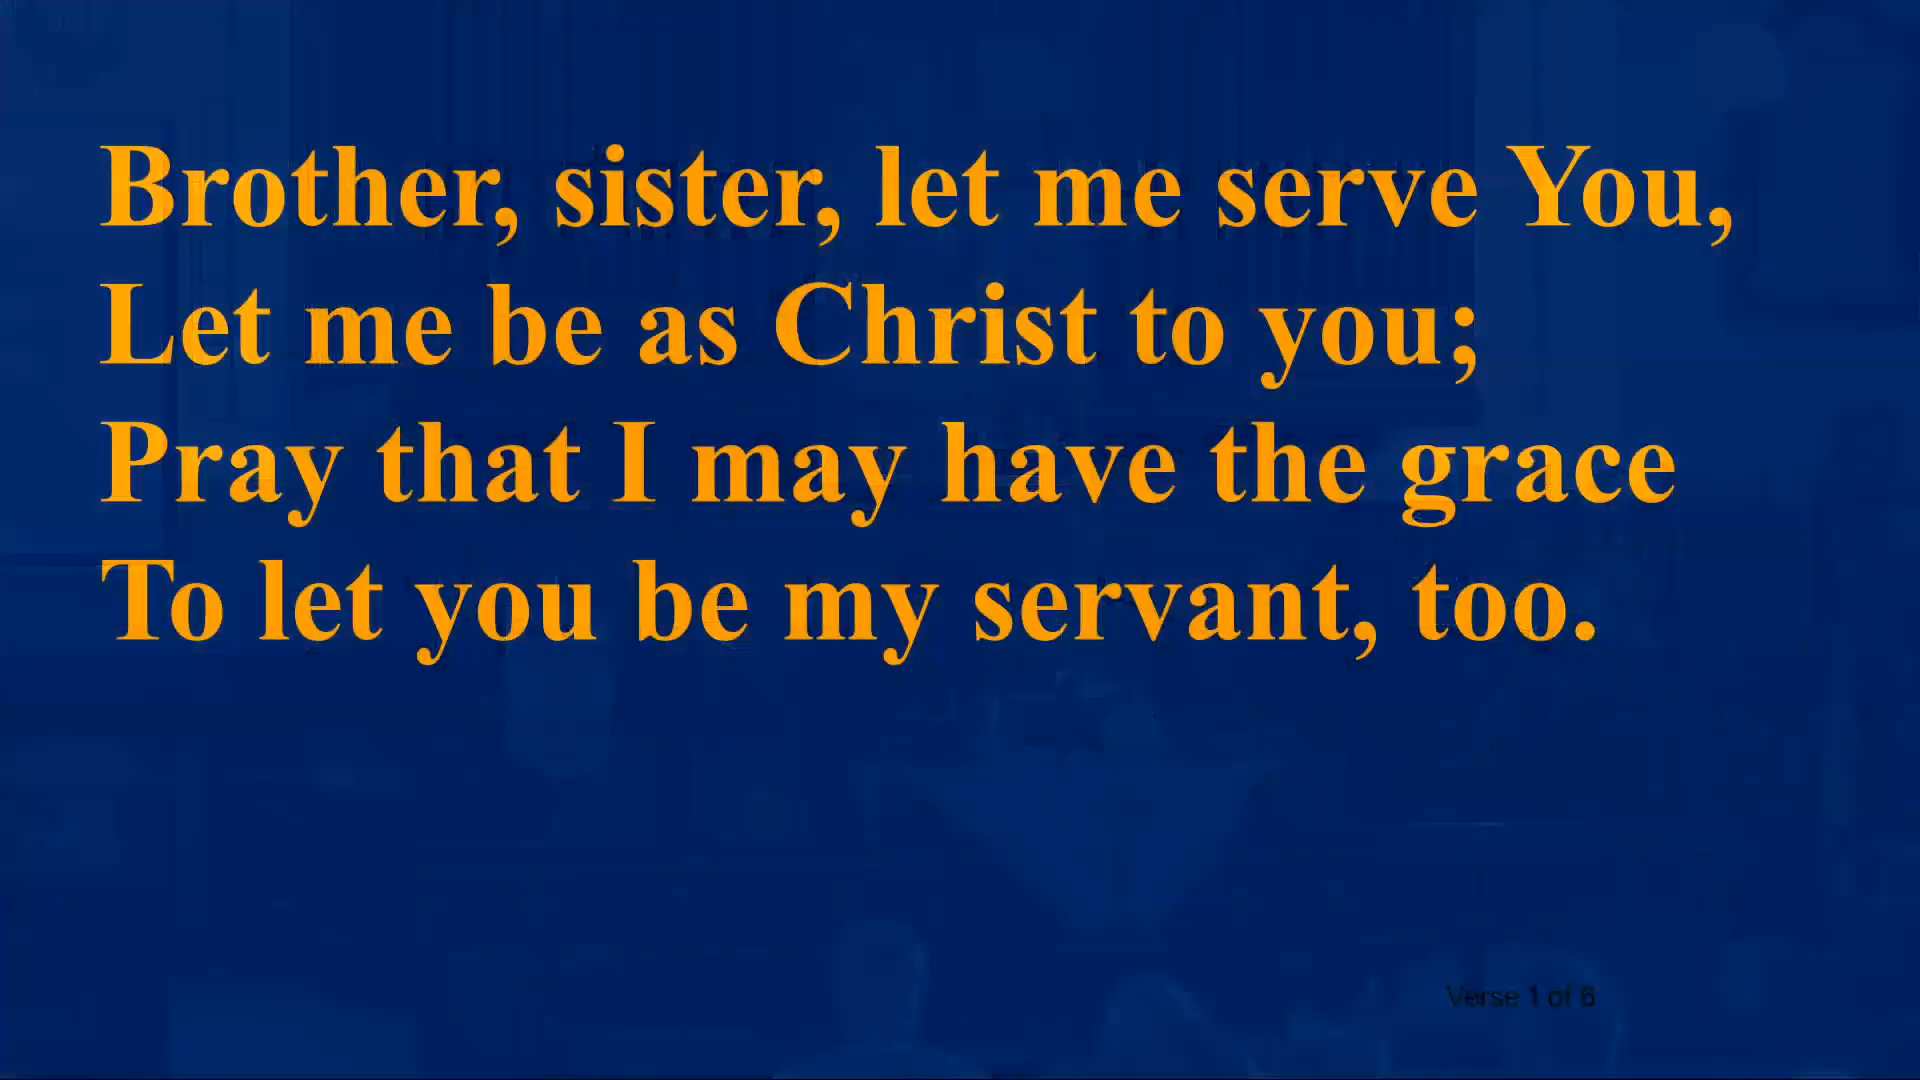 Brother, sister, let me serve You,
Let me be as Christ to you;
Pray that I may have the grace
To let you be my servant, too.
Verse 1 of 6